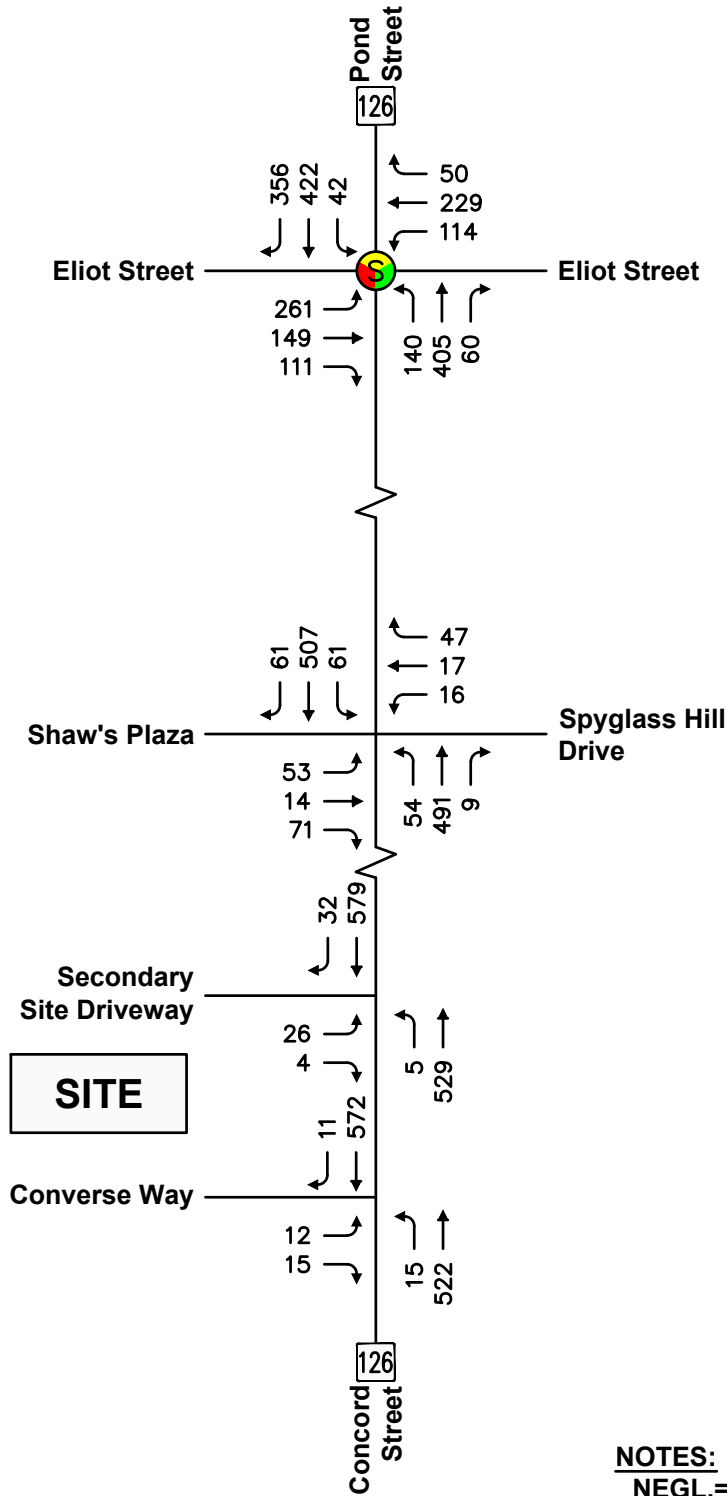 Pond
Street
126
356
422
42
50
229
114
Eliot Street
S
Eliot Street
261
149
111
140
405
60
61
507
61
47
17
16
Shaw's Plaza
Spyglass Hill
Drive
53
14
71
54
491
9
32
579
Secondary
Site Driveway
26
4
5
529
SITE
11
572
Converse Way
12
15
15
522
126
Concord
Street
NOTES:
NEGL.=